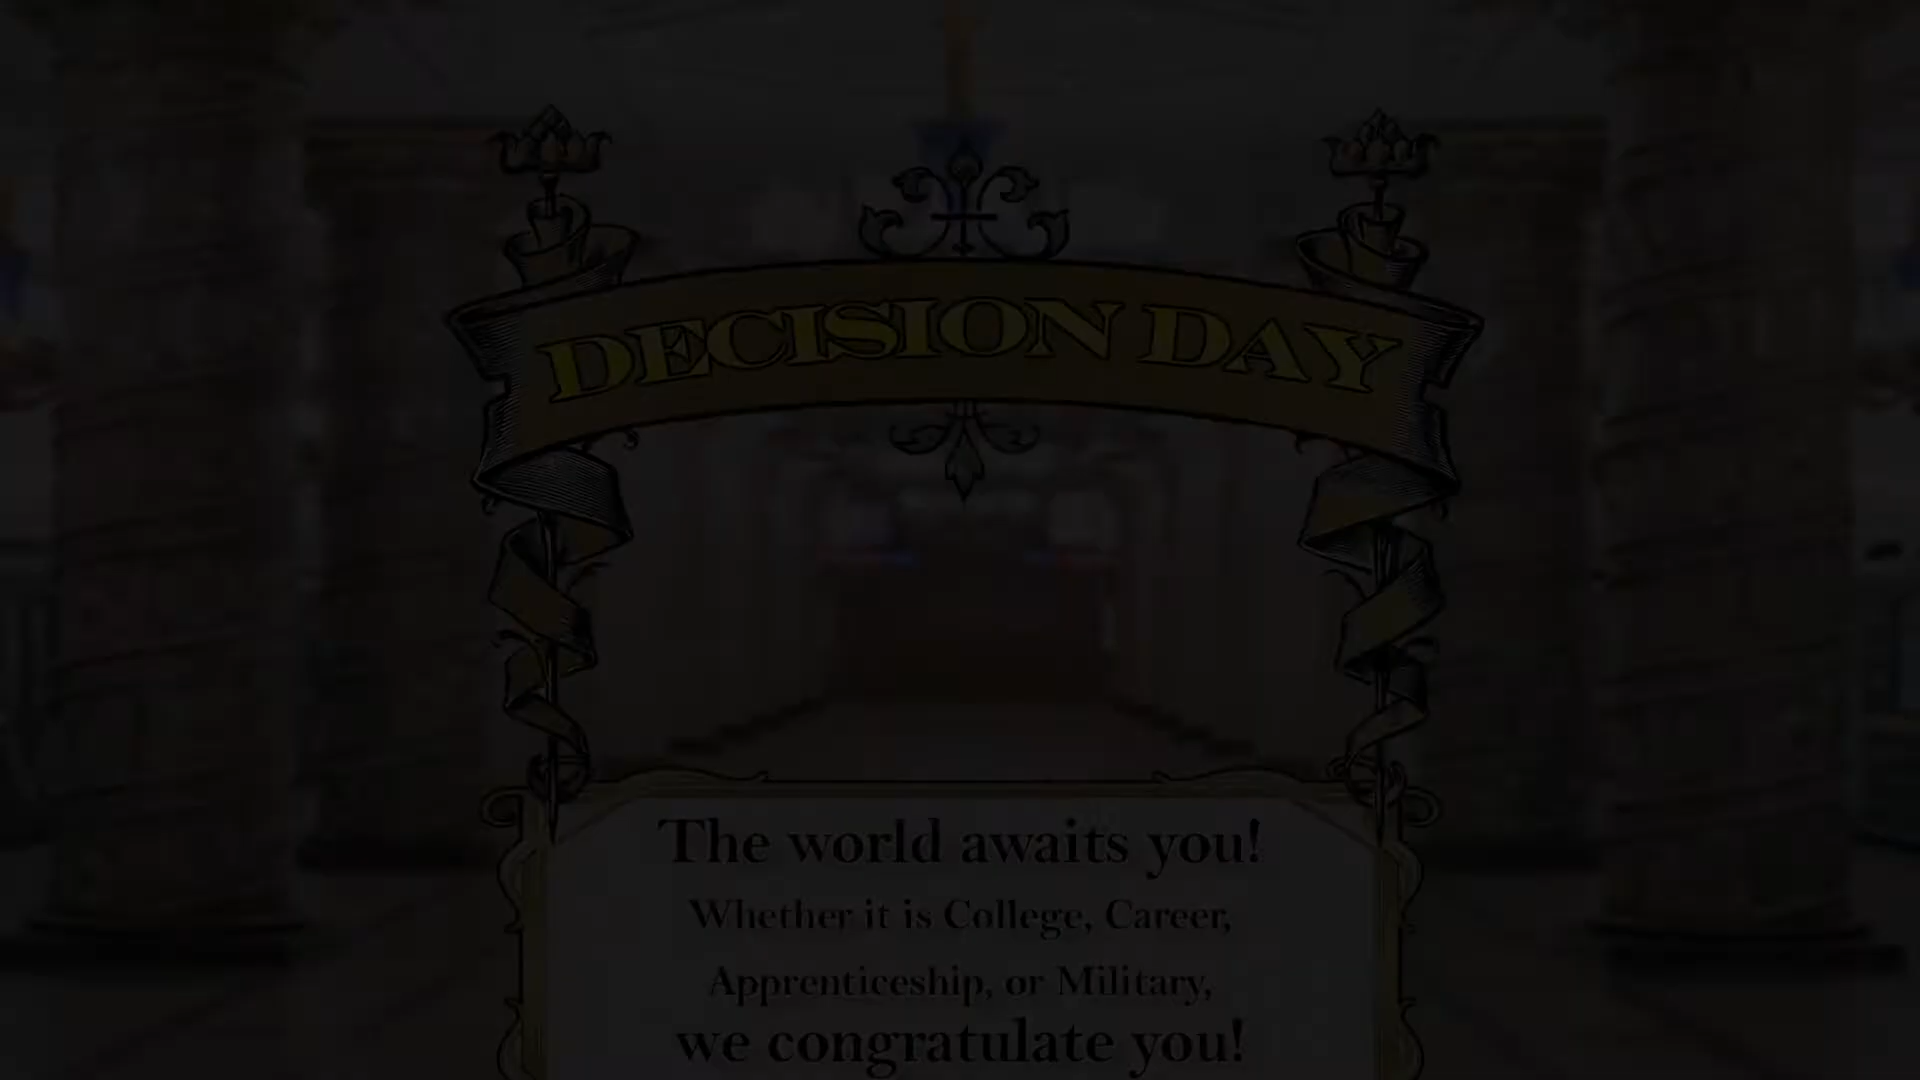 DECISION DAY
The world awaits you!
Whether it is College, Career,
Apprenticeship, or Military,
we congratulate you!